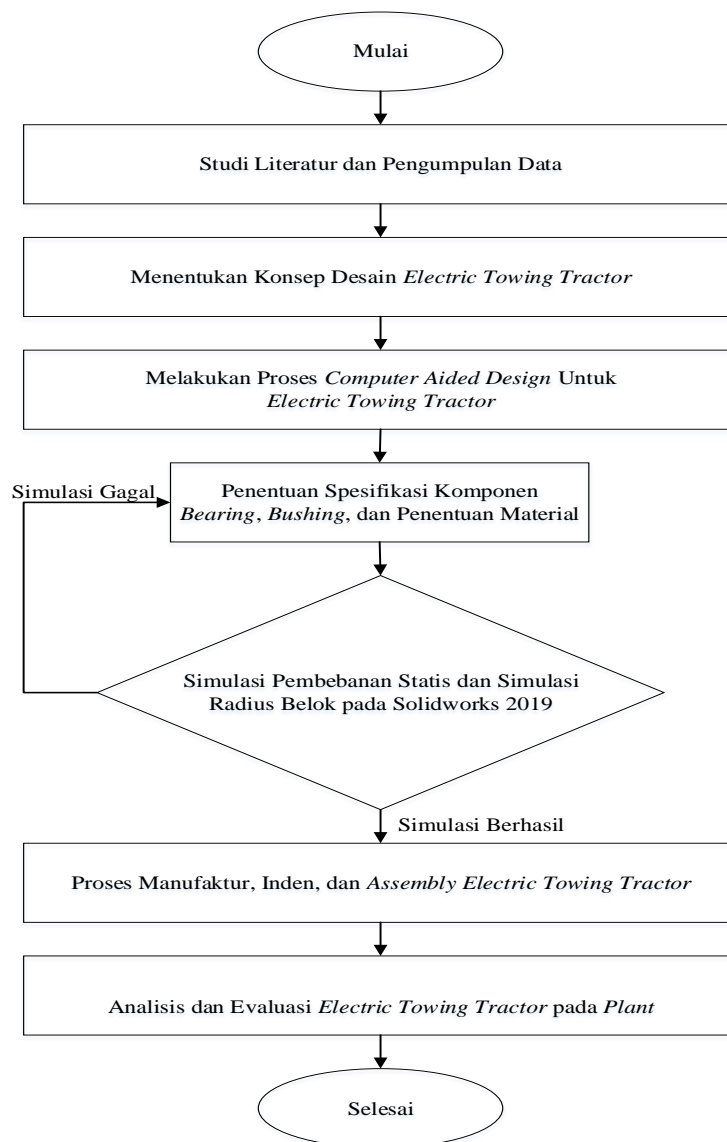 Mulai
Studi Literatur dan Pengumpulan Data
Menentukan Konsep Desain Electric Towing Tractor
Melakukan Proses Computer Aided Design Untuk
Electric Towing Tractor
Simulasi Gagal
Penentuan Spesifikasi Komponen
Bearing, Bushing, dan Penentuan Material
Simulasi Pembebanan Statis dan Simulasi
Radius Belok pada Solidworks 2019
Simulasi Berhasil
Proses Manufaktur, Inden, dan Assembly Electric Towing Tractor
Analisis dan Evaluasi Electric Towing Tractor pada Plant
Selesai